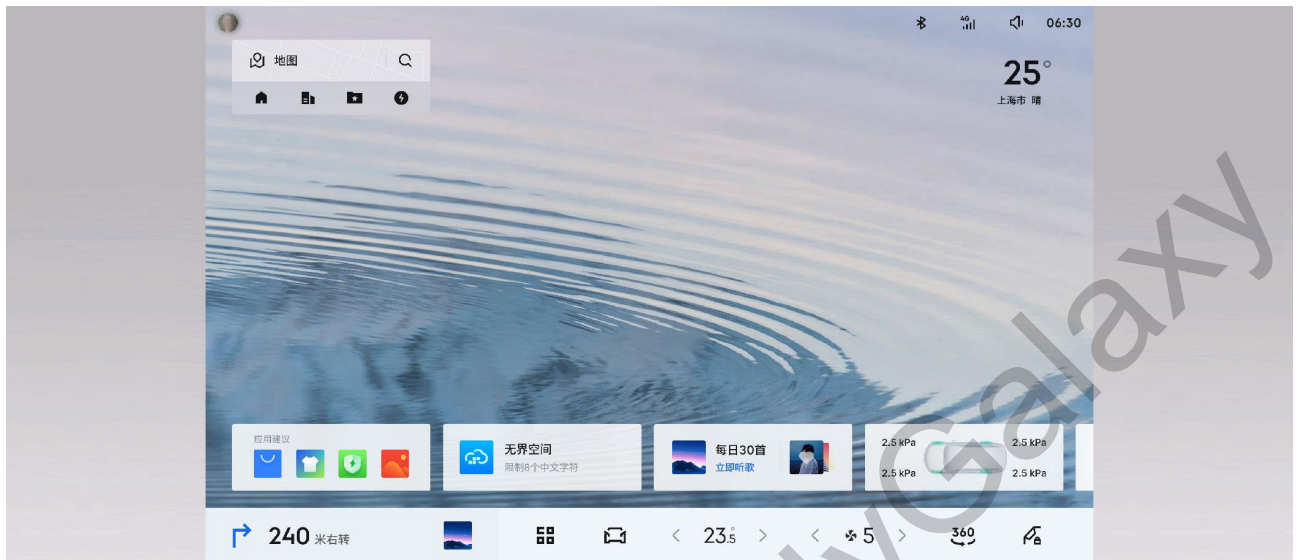 4G
06:30
地图
25°
上海市 晴
应用建议
无界空间
限制8个中文字符
每日30首
立即听歌
2.5 kPa
2.5 kPa
2.5 kPa
2.5 kPa
240 米右转
23.5°
5
360
lyGalaxy